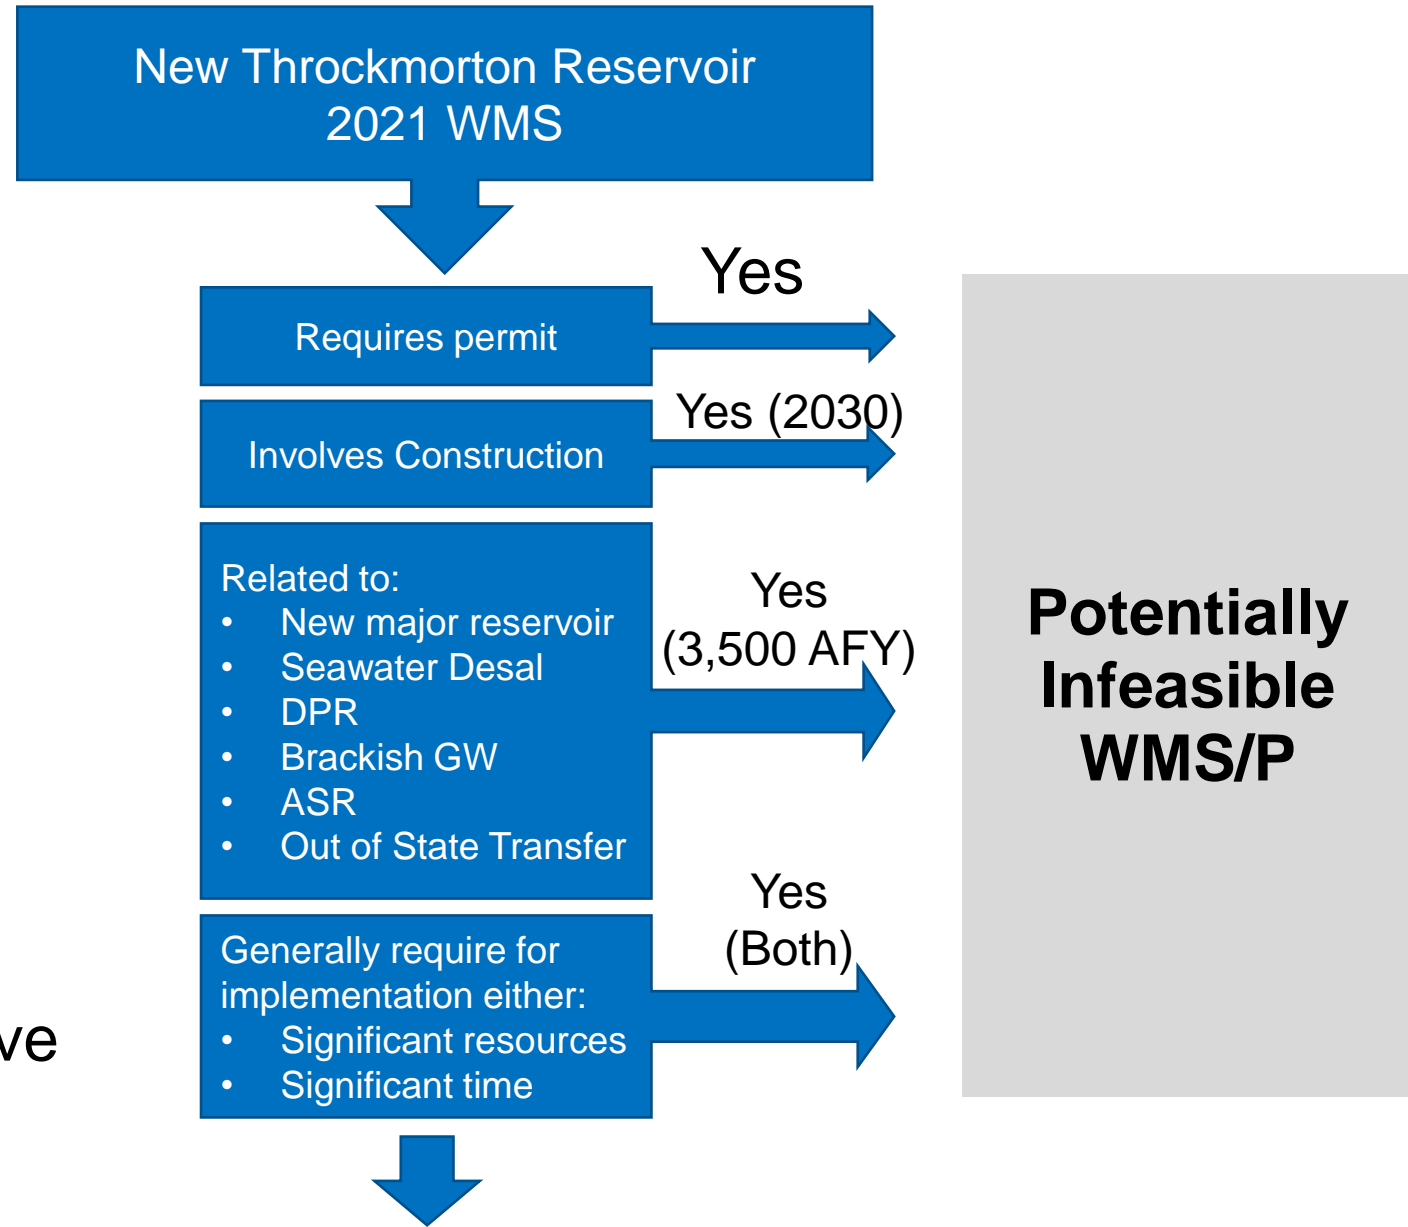 New Throckmorton Reservoir
2021 WMS
Yes
Requires permit
Yes (2030)
Involves Construction
Related to:
• New major reservoir
• Seawater Desal
• DPR
• Brackish GW
• ASR
• Out of State Transfer
Yes
(3,500 AFY)
Generally require for
implementation either:
• Significant resources
• Significant time
Yes
(Both)
Potentially
Infeasible
WMS/P
ve